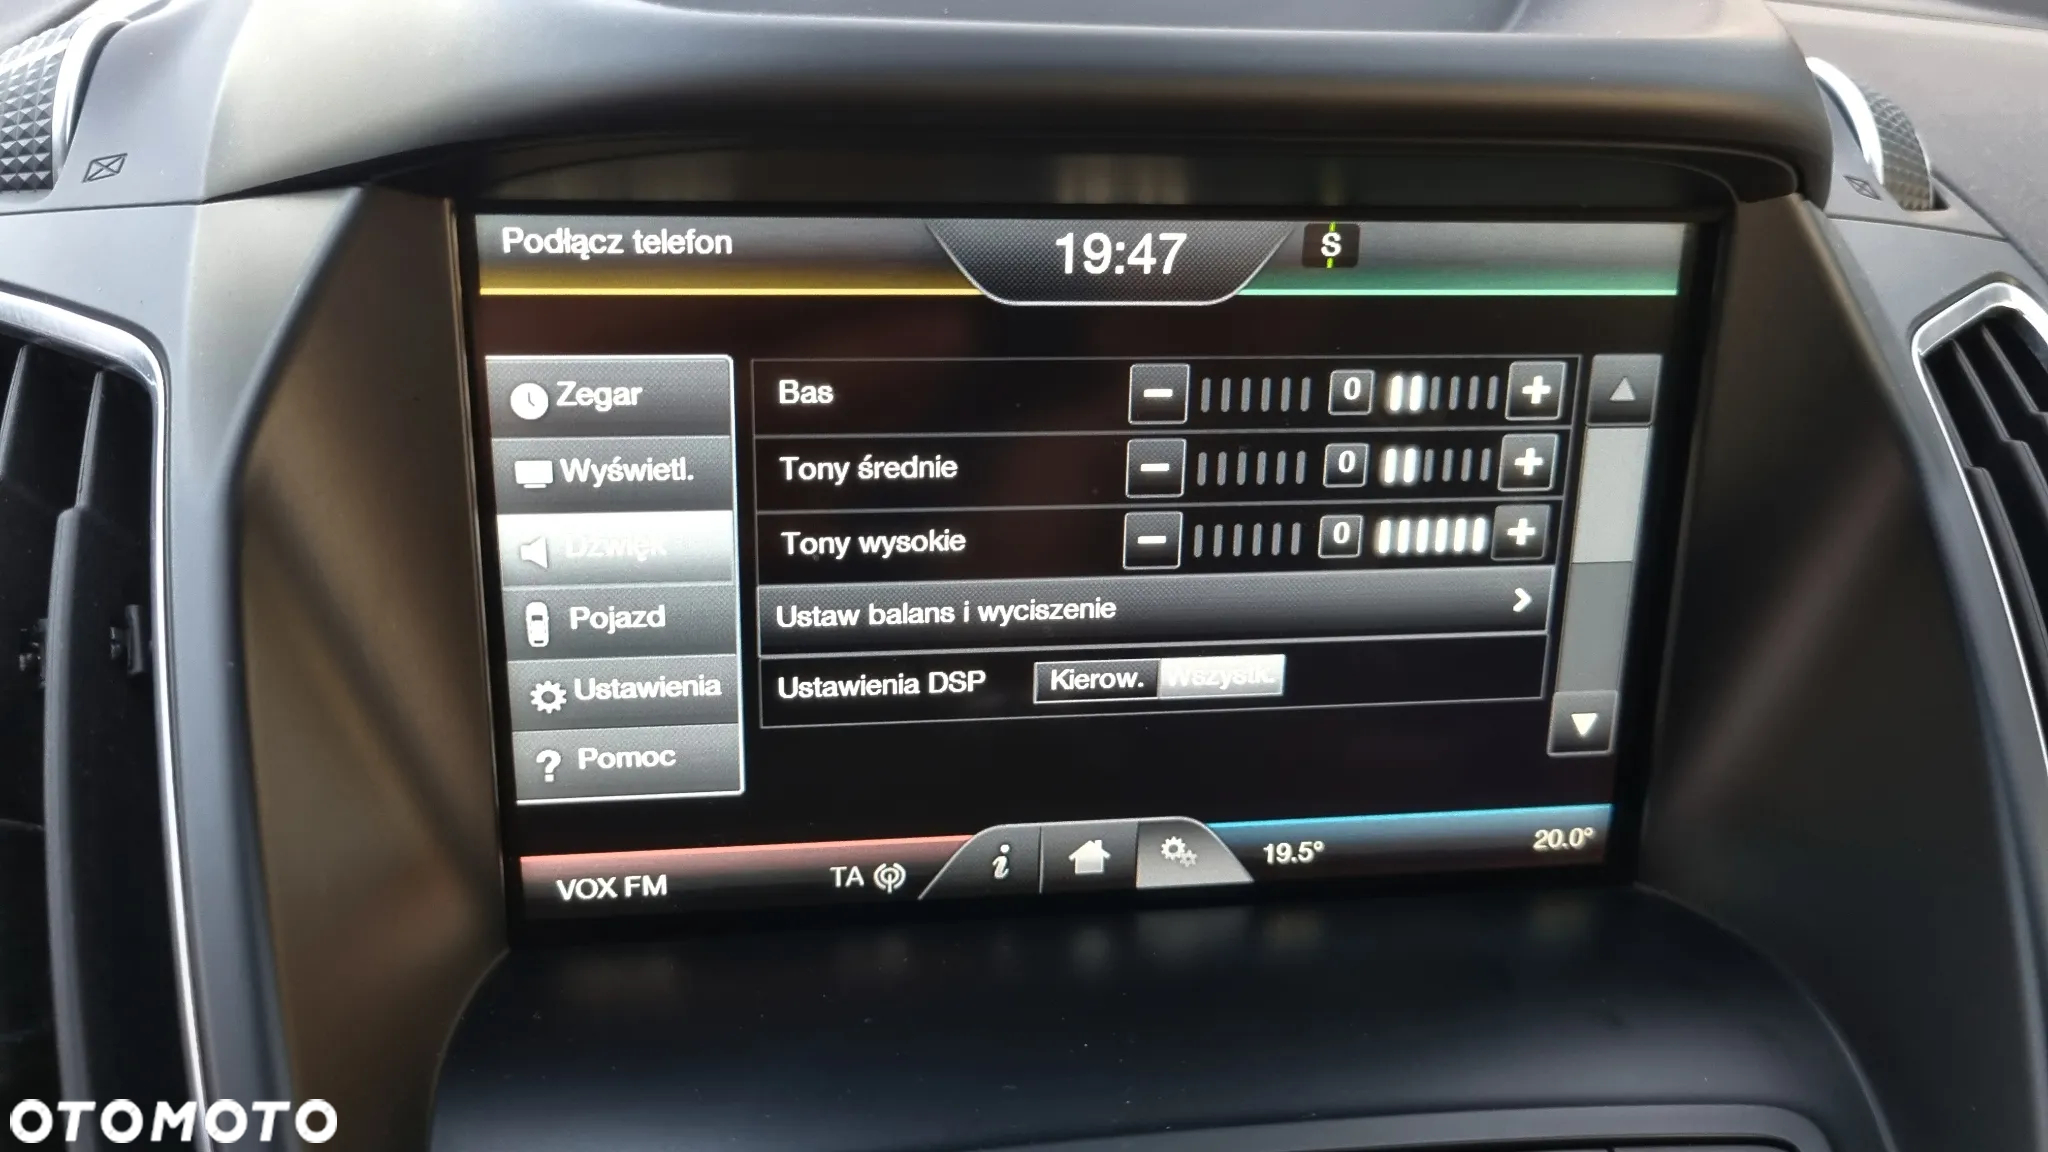 Podłącz telefon
19:47
S
Zegar
Wyświetl.
Dźwięk
Pojazd
Ustawienia
? Pomoc
Bas − 0 +
Tony średnie − 0 +
Tony wysokie − 0 +
Ustaw balans i wyciszenie
Ustawienia DSP Kierow. Wszystk.
VOX FM
TA
i
19.5°
20.0°
OTOMOTO